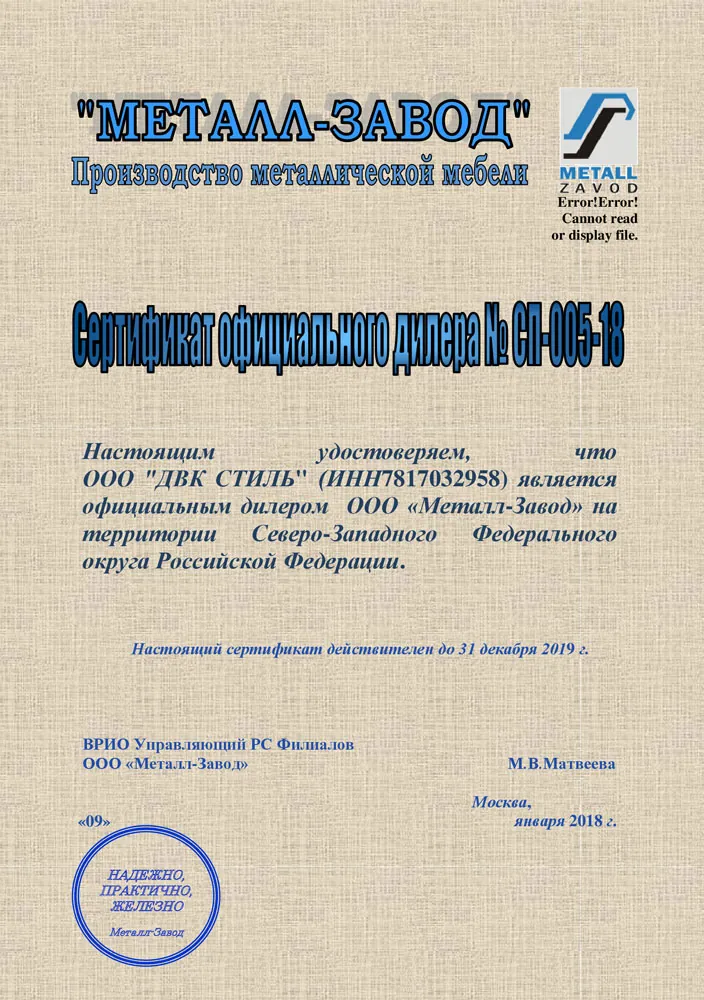 "МЕТАЛЛ-ЗАВОД"
Производство металлической мебели
METALL
ZAVOD
Error!Error!
Cannot read
or display file.
Сертификат официального дилера № СП-005-18
Настоящим удостоверяем, что
ООО "ДВК СТИЛЬ" (ИНН7817032958) является
официальным дилером ООО «Металл-Завод» на
территории Северо-Западного Федерального
округа Российской Федерации.
Настоящий сертификат действителен до 31 декабря 2019 г.
ВРИО Управляющий РС Филиалов
ООО «Металл-Завод» М.В.Матвеева
Москва,
«09» января 2018 г.
НАДЕЖНО,
ПРАКТИЧНО,
ЖЕЛЕЗНО
Металл-Завод